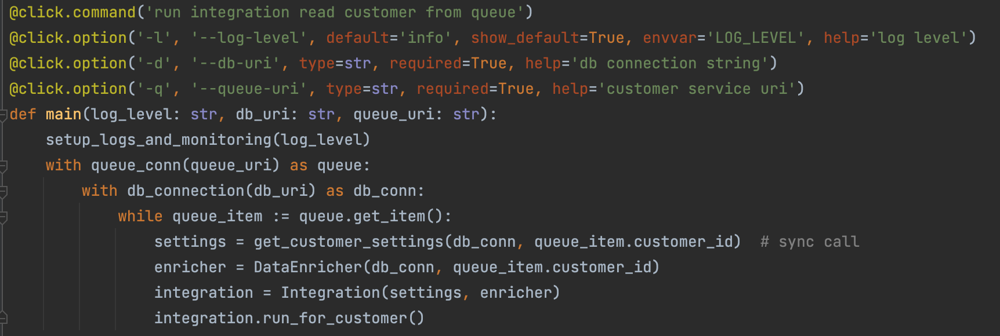 @click.command('run integration read customer from queue')
@click.option('-l', '--log-level', default='info', show_default=True, envvar='LOG_LEVEL', help='log level')
@click.option('-d', '--db-uri', type=str, required=True, help='db connection string')
@click.option('-q', '--queue-uri', type=str, required=True, help='customer service uri')
def main(log_level: str, db_uri: str, queue_uri: str):
    setup_logs_and_monitoring(log_level)
    with queue_conn(queue_uri) as queue:
        with db_connection(db_uri) as db_conn:
            while queue_item := queue.get_item():
                settings = get_customer_settings(db_conn, queue_item.customer_id)  # sync call
                enricher = DataEnricher(db_conn, queue_item.customer_id)
                integration = Integration(settings, enricher)
                integration.run_for_customer()